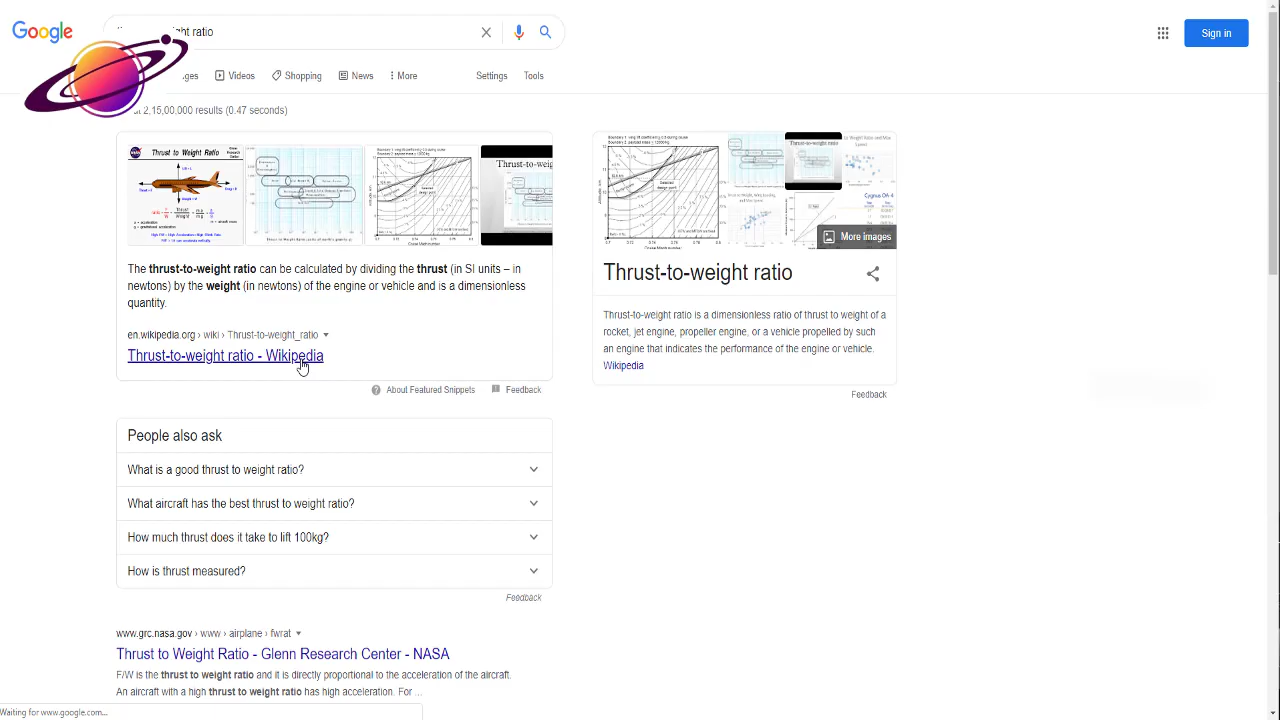 Google
ght ratio
Sign in
ges
Videos
Shopping
News
More
Settings
Tools
2,15,00,000 results (0.47 seconds)
Thrust-to-weig
Thrust-to-weight ratio
Cygnus OA-4
More images
Thrust-to-weight ratio
The thrust-to-weight ratio can be calculated by dividing the thrust (in SI units – in
newtons) by the weight (in newtons) of the engine or vehicle and is a dimensionless
quantity.
en.wikipedia.org › wiki › Thrust-to-weight_ratio
Thrust-to-weight ratio - Wikipedia
About Featured Snippets
Feedback
Thrust-to-weight ratio is a dimensionless ratio of thrust to weight of a
rocket, jet engine, propeller engine, or a vehicle propelled by such
an engine that indicates the performance of the engine or vehicle.
Wikipedia
Feedback
People also ask
What is a good thrust to weight ratio?
What aircraft has the best thrust to weight ratio?
How much thrust does it take to lift 100kg?
How is thrust measured?
Feedback
www.grc.nasa.gov › www › airplane › fwrat
Thrust to Weight Ratio - Glenn Research Center - NASA
F/W is the thrust to weight ratio and it is directly proportional to the acceleration of the aircraft.
An aircraft with a high thrust to weight ratio has high acceleration. For ...
Waiting for www.google.com...